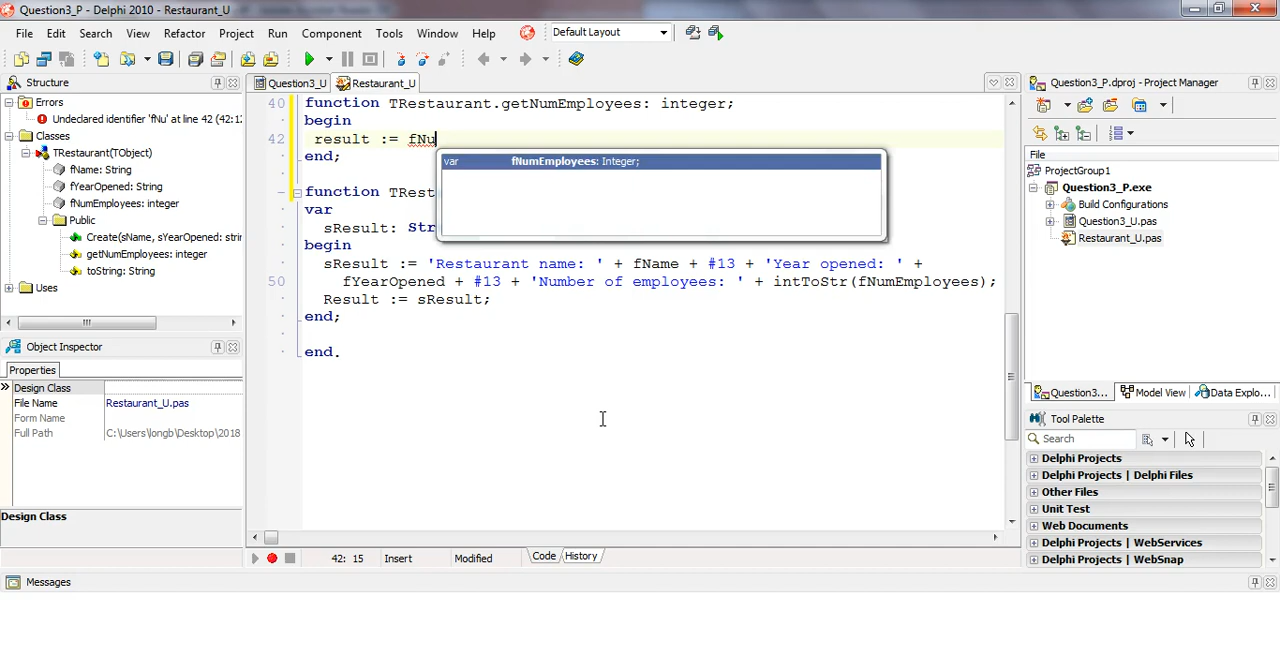 Question3_P - Delphi 2010 - Restaurant_U
File Edit Search View Refactor Project Run Component Tools Window Help Default Layout
Structure
Errors
Undeclared identifier 'fNu' at line 42 (42:1
Classes
TRestaurant(TObject)
fName: String
fYearOpened: String
fNumEmployees: integer
Public
Create(sName, sYearOpened: strir
getNumEmployees: integer
toString: String
Uses
Object Inspector
Properties
Design Class
File Name Restaurant_U.pas
Form Name
Full Path C:\Users\longb\Desktop\2018
Design Class
Question3_U Restaurant_U
40 function TRestaurant.getNumEmployees: integer;
begin
42 result := fNu
end;
var fNumEmployees: Integer;
function TRest
var
sResult: Str
begin
sResult := 'Restaurant name: ' + fName + #13 + 'Year opened: ' +
50 fYearOpened + #13 + 'Number of employees: ' + intToStr(fNumEmployees);
Result := sResult;
end;
end.
42: 15 Insert Modified Code History
Question3_P.dproj - Project Manager
File
ProjectGroup1
Question3_P.exe
Build Configurations
Question3_U.pas
Restaurant_U.pas
Question3... Model View Data Explo...
Tool Palette
Search
Delphi Projects
Delphi Projects | Delphi Files
Other Files
Unit Test
Web Documents
Delphi Projects | WebServices
Delphi Projects | WebSnap
Messages